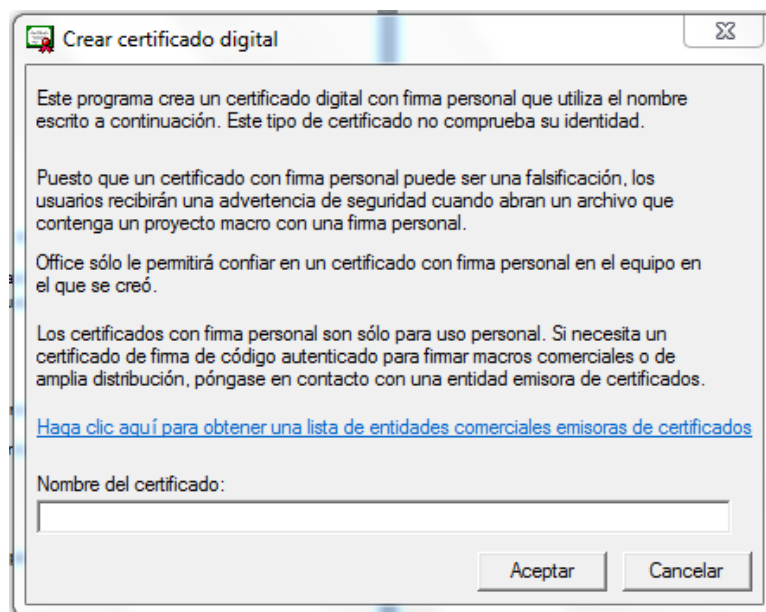 Crear certificado digital
Este programa crea un certificado digital con firma personal que utiliza el nombre
escrito a continuación. Este tipo de certificado no comprueba su identidad.
Puesto que un certificado con firma personal puede ser una falsificación, los
usuarios recibirán una advertencia de seguridad cuando abran un archivo que
contenga un proyecto macro con una firma personal.
Office sólo le permitirá confiar en un certificado con firma personal en el equipo en
el que se creó.
Los certificados con firma personal son sólo para uso personal. Si necesita un
certificado de firma de código autenticado para firmar macros comerciales o de
amplia distribución, póngase en contacto con una entidad emisora de certificados.
Haga clic aquí para obtener una lista de entidades comerciales emisoras de certificados
Nombre del certificado:
Aceptar Cancelar